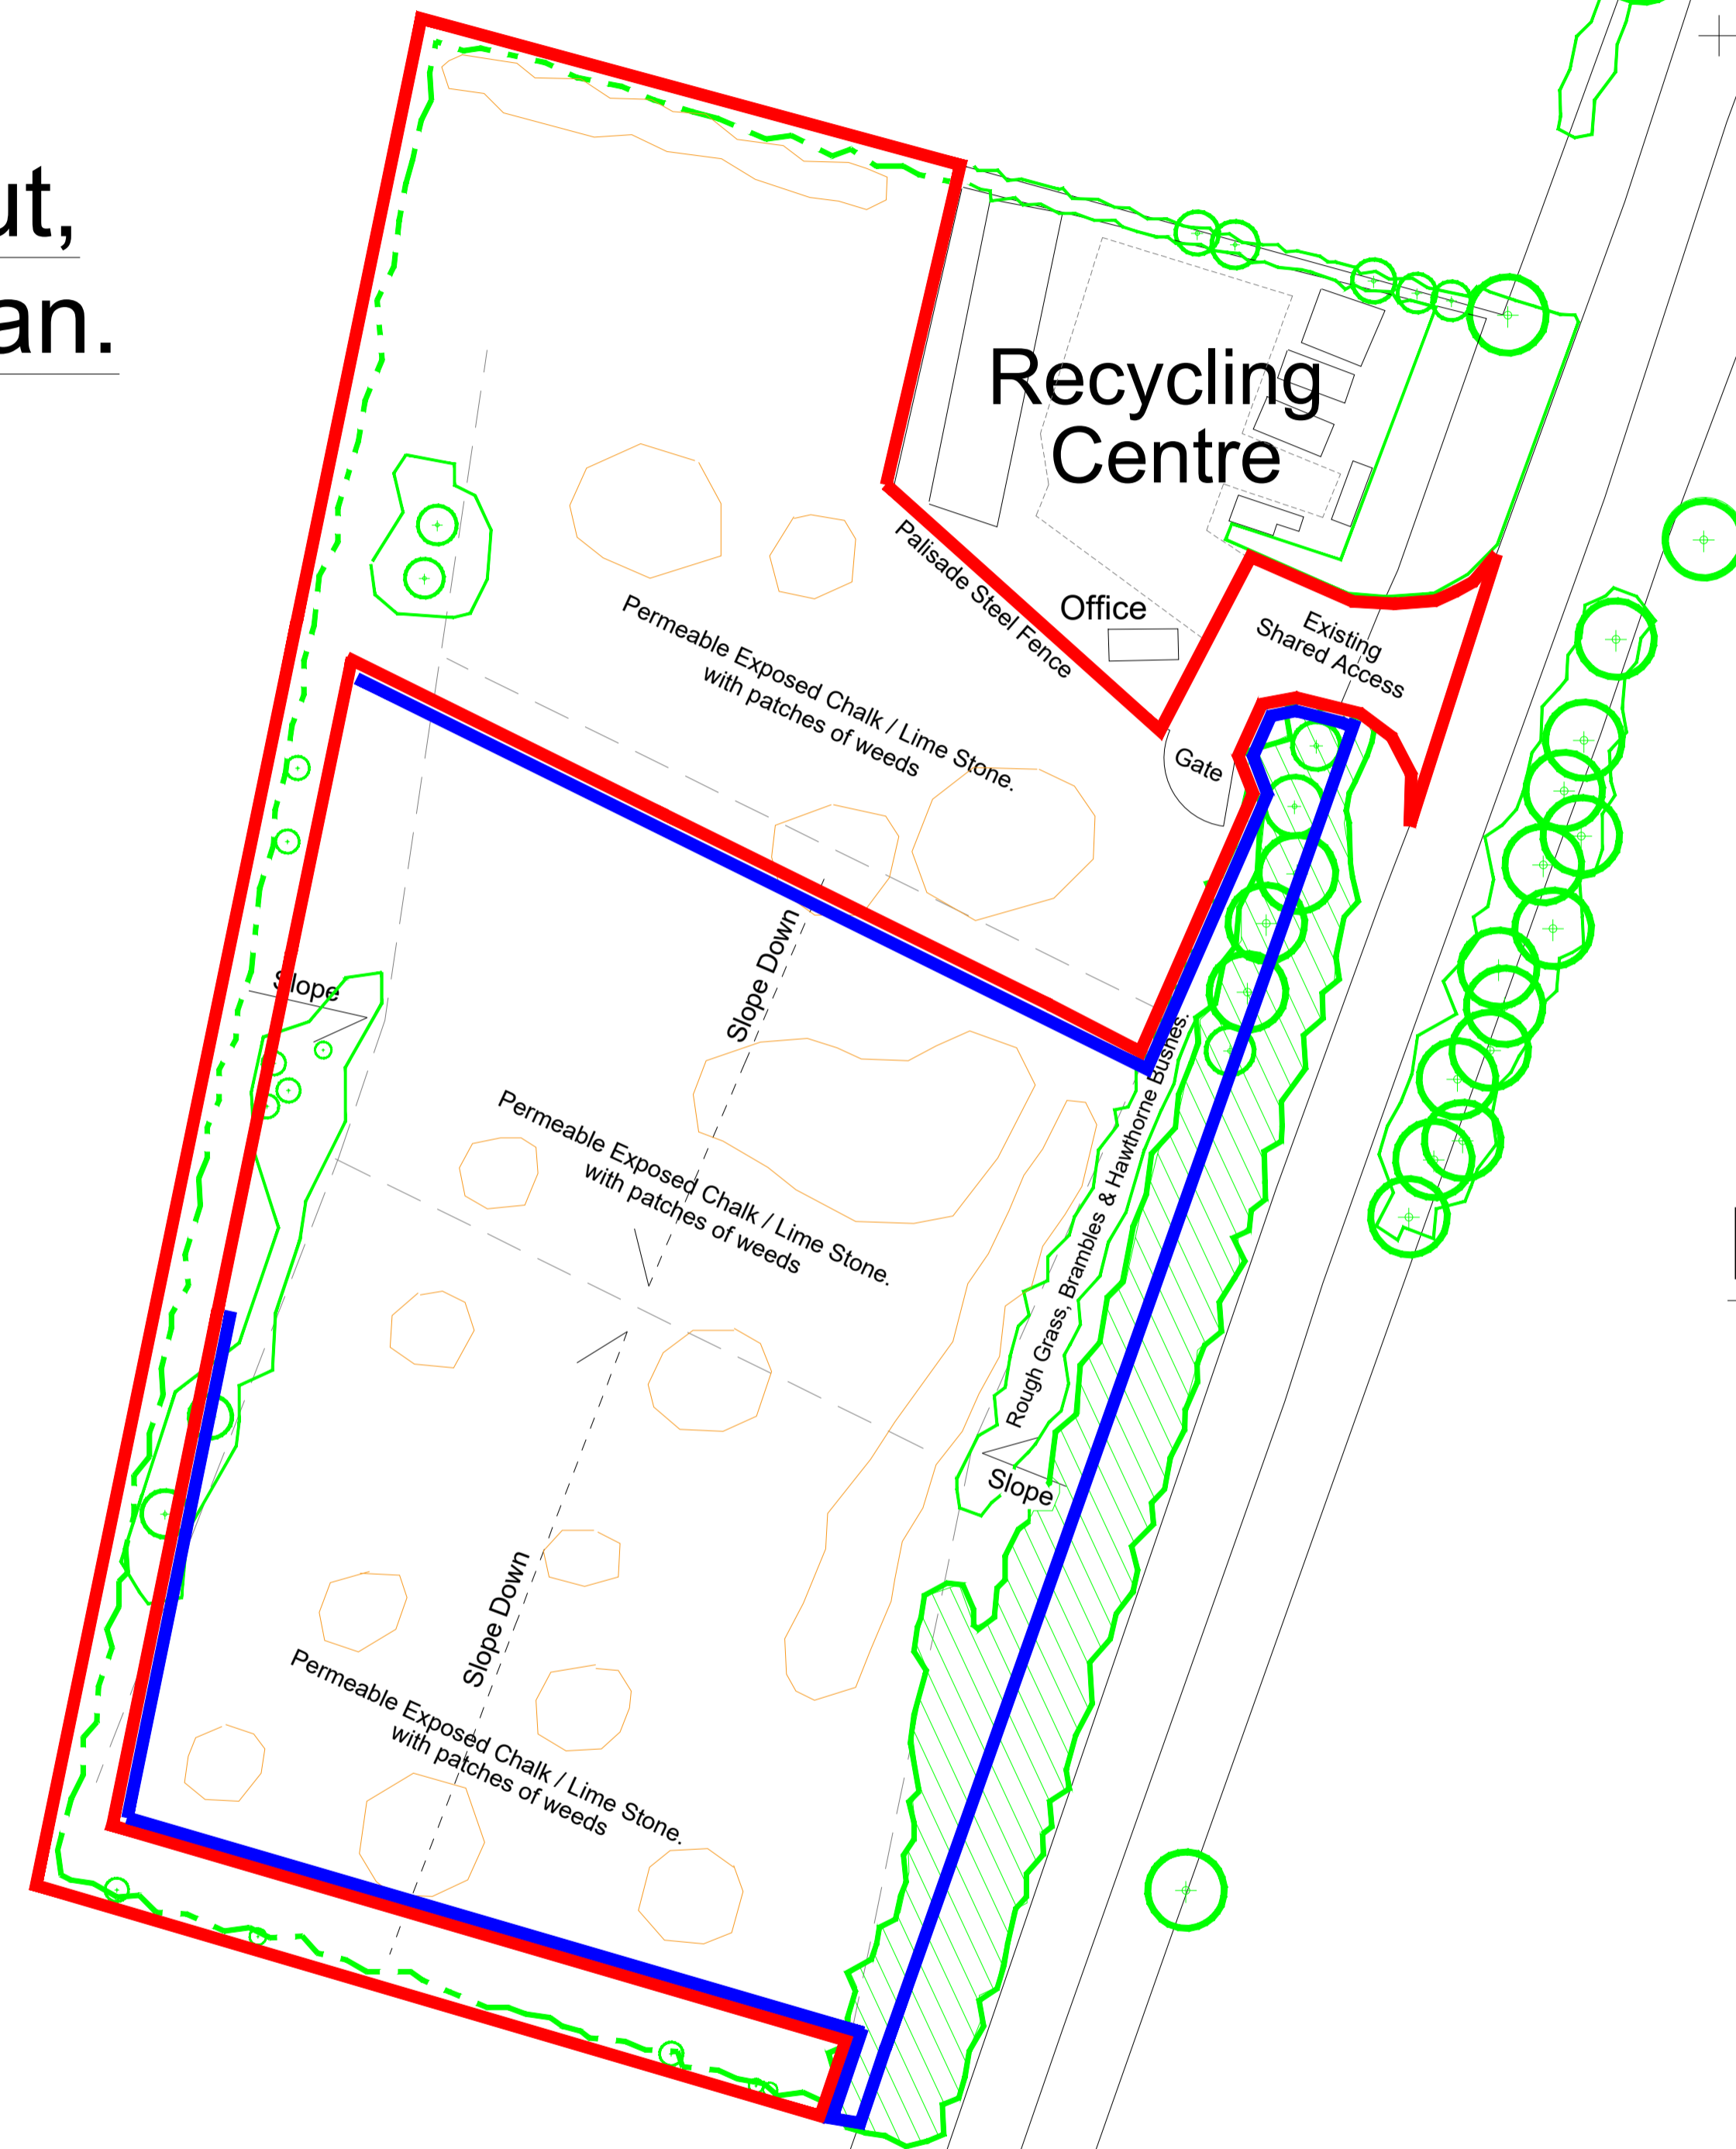 ut,
an.
Recycling
Centre
Palisade Steel Fence
Office
Existing
Shared Access
Permeable Exposed Chalk / Lime Stone.
with patches of weeds
Gate
Slope Down
Slope
Rough Grass, Brambles & Hawthorne Bushes.
Permeable Exposed Chalk / Lime Stone.
with patches of weeds
Slope
Slope Down
Permeable Exposed Chalk / Lime Stone.
with patches of weeds